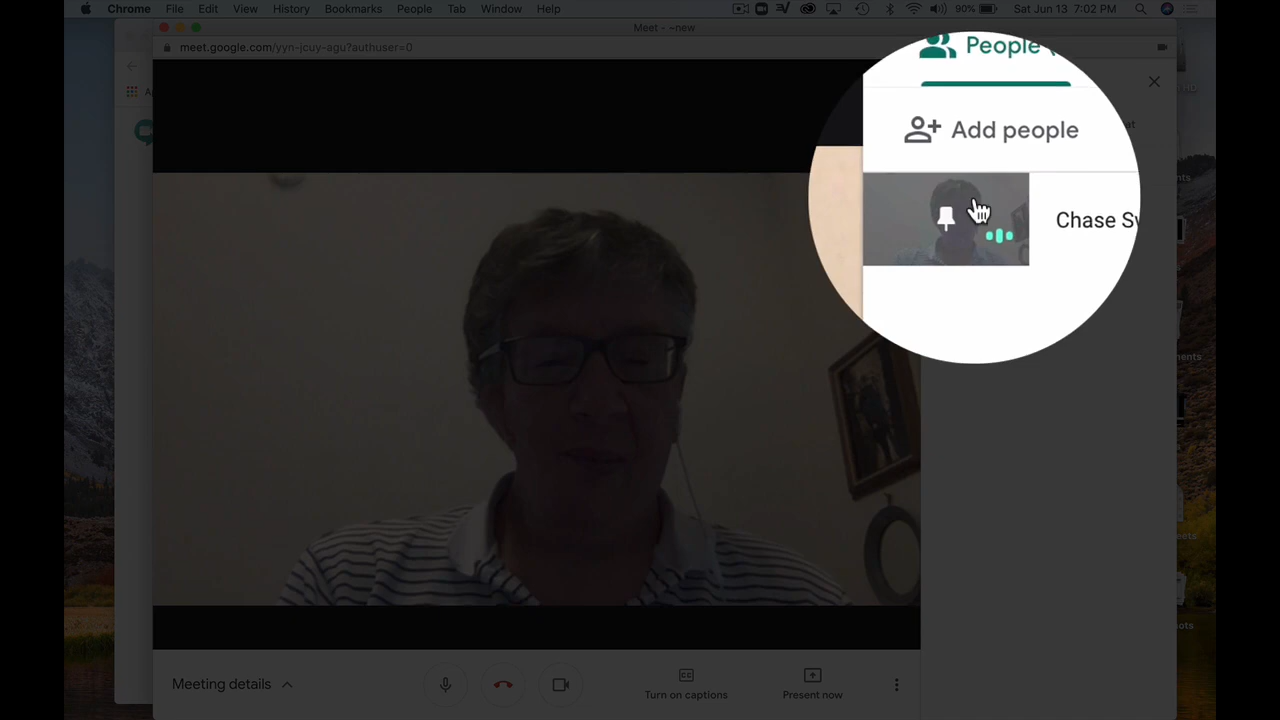 Chrome File Edit View History Bookmarks People Tab Window Help 90% Sat Jun 13 7:02 PM
Meet - ~new
meet.google.com/yyn-jcuy-agu?authuser=0
People
Add people
Chase
Meeting details
Turn on captions
Present now